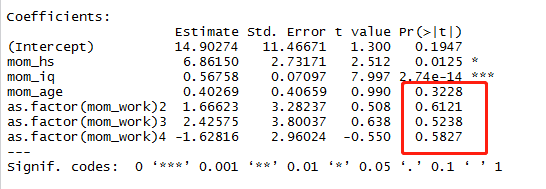 Coefficients:
Estimate Std. Error t value Pr(>|t|)
(Intercept) 14.90274 11.46671 1.300 0.1947
mom_hs 6.86150 2.73171 2.512 0.0125 *
mom_iq 0.56758 0.07097 7.997 2.74e-14 ***
mom_age 0.40269 0.40659 0.990 0.3228
as.factor(mom_work)2 1.66623 3.28237 0.508 0.6121
as.factor(mom_work)3 2.42575 3.80037 0.638 0.5238
as.factor(mom_work)4 -1.62816 2.96024 -0.550 0.5827
---
Signif. codes: 0 ‘***’ 0.001 ‘**’ 0.01 ‘*’ 0.05 ‘.’ 0.1 ‘ ’ 1